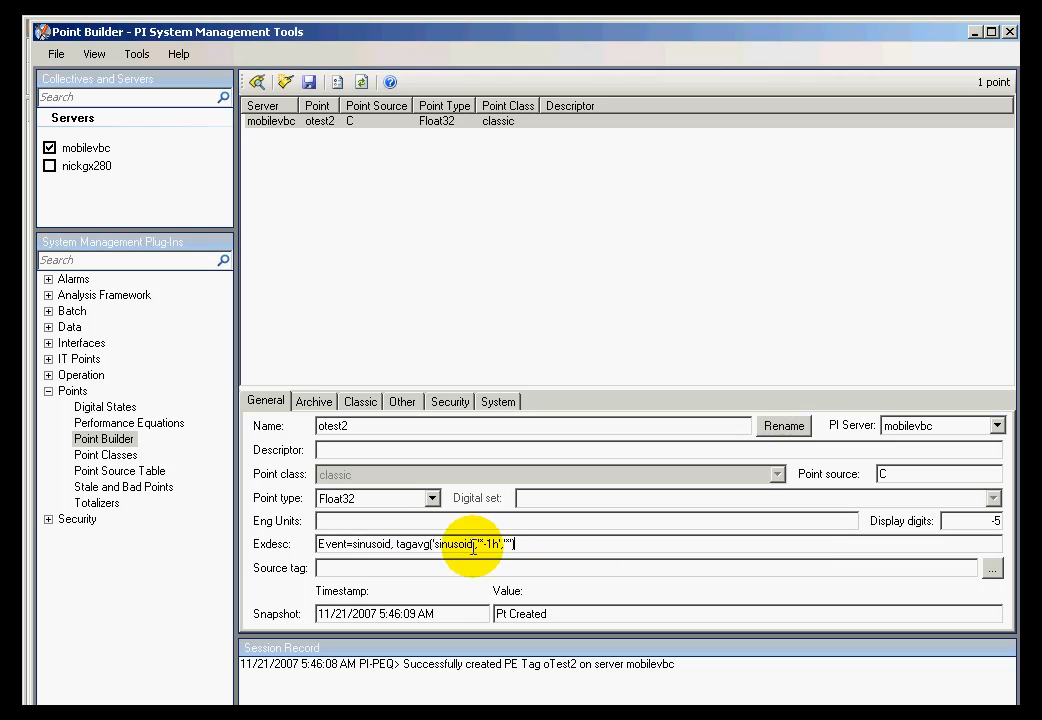 Point Builder - PI System Management Tools
File View Tools Help
Collectives and Servers
Search
Servers
mobilevbc
nickgx280
System Management Plug-Ins
Search
Alarms
Analysis Framework
Batch
Data
Interfaces
IT Points
Operation
Points
Digital States
Performance Equations
Point Builder
Point Classes
Point Source Table
Stale and Bad Points
Totalizers
Security
1 point
Server Point Point Source Point Type Point Class Descriptor
mobilevbc otest2 C Float32 classic
General Archive Classic Other Security System
Name: otest2 Rename PI Server: mobilevbc
Descriptor:
Point class: classic Point source: C
Point type: Float32 Digital set:
Eng Units: Display digits: -5
Exdesc: Event=sinusoid, tagavg('sinusoid','*-1h','*')
Source tag: ...
Timestamp: Value:
Snapshot: 11/21/2007 5:46:09 AM Pt Created
Session Record
11/21/2007 5:46:08 AM PI-PEQ> Successfully created PE Tag oTest2 on server mobilevbc